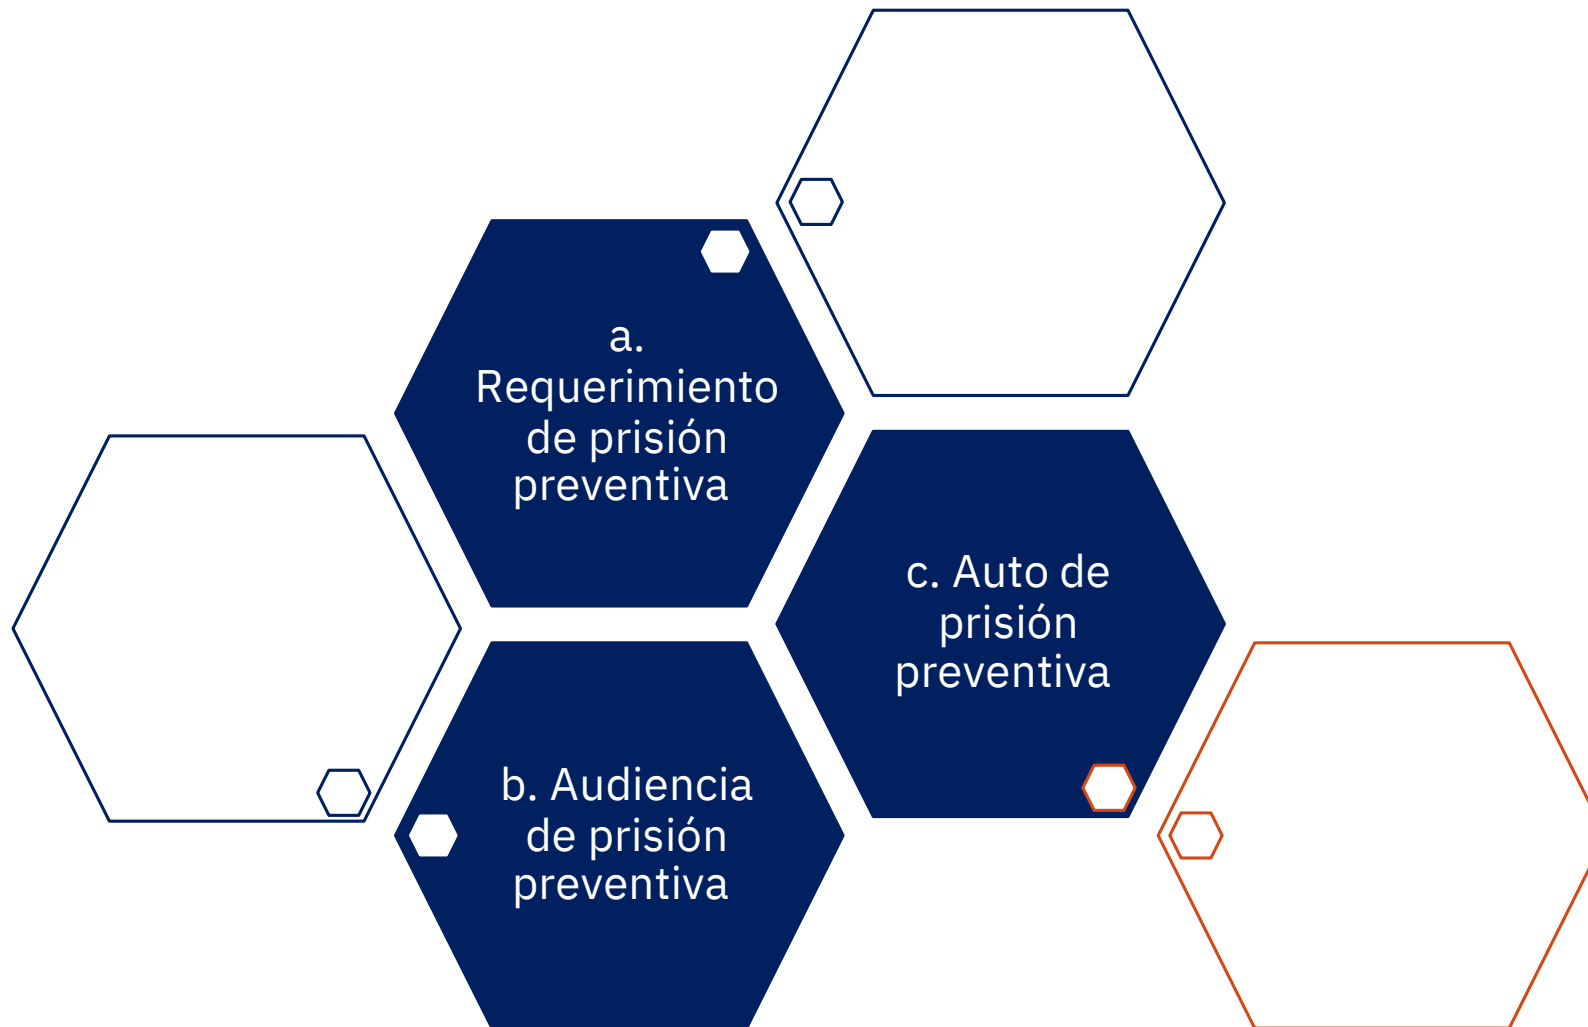 a.
Requerimiento
de prisión
preventiva
b. Audiencia
de prisión
preventiva
c. Auto de
prisión
preventiva